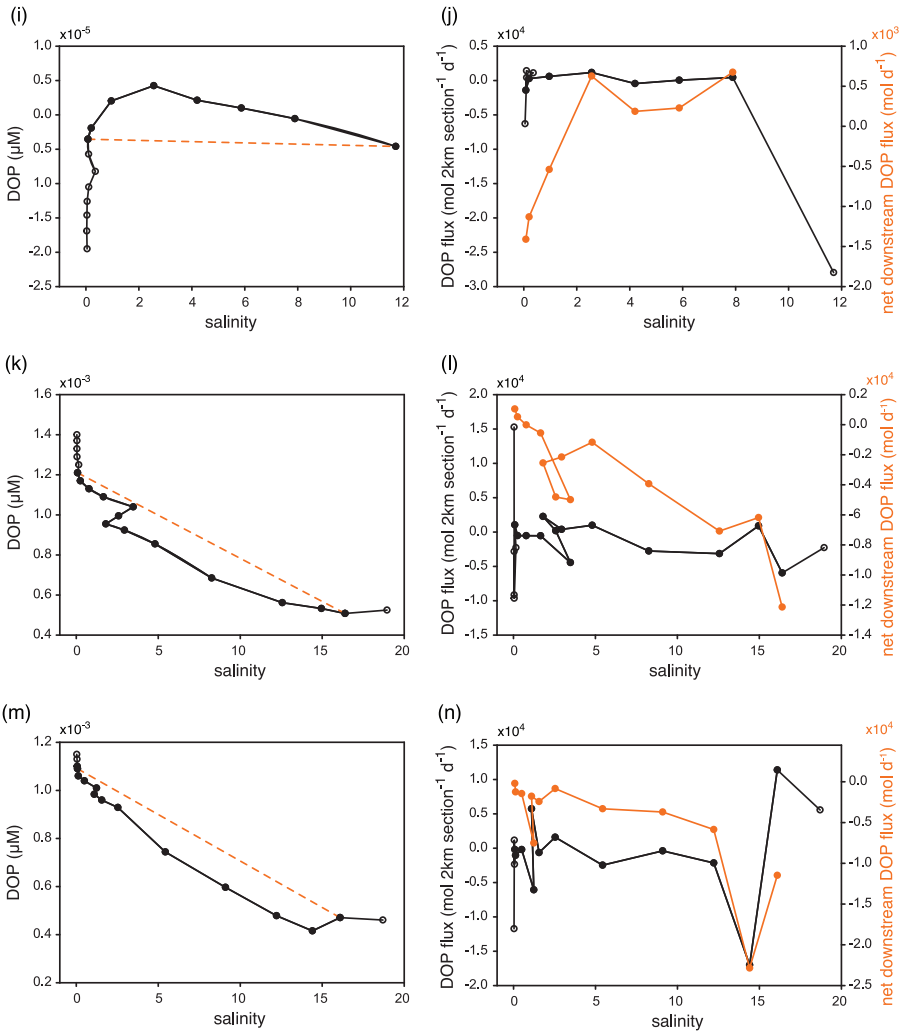 (i)
x10⁻⁵
1.0
0.5
0.0
0.5
1.0
-1.5
-2.0
-2.5
DOP (µM)
0 2 4 6 8 10 12
salinity
(j)
x10⁴
0.5
0.0
-0.5
-1.0
-1.5
-2.0
-2.5
-3.0
DOP flux (mol 2km section⁻¹ d⁻¹)
0 2 4 6 8 10 12
salinity
x10³
1.0
0.5
0.0
-0.5
-1.0
-1.5
-2.0
net downstream DOP flux (mol d⁻¹)
(k)
x10⁻³
1.6
1.4
1.2
1.0
0.8
0.6
0.4
DOP (µM)
0 5 10 15 20
salinity
(l)
x10⁴
2.0
1.5
1.0
0.5
0.0
-0.5
-1.0
-1.5
DOP flux (mol 2km section⁻¹ d⁻¹)
0 5 10 15 20
salinity
x10⁴
0.2
0.0
-2
-4
-6
-8
-1
-1.2
-1.4
net downstream DOP flux (mol d⁻¹)
(m)
x10⁻³
1.2
1.0
0.8
0.6
0.4
0.2
DOP (µM)
0 5 10 15 20
salinity
(n)
x10⁴
1.5
1.0
0.5
0.0
-0.5
-1.0
-1.5
-2.0
DOP flux (mol 2km section⁻¹ d⁻¹)
0 5 10 15 20
salinity
x10⁴
0.0
-0.5
-1.0
-1.5
-2.0
-2.5
net downstream DOP flux (mol d⁻¹)